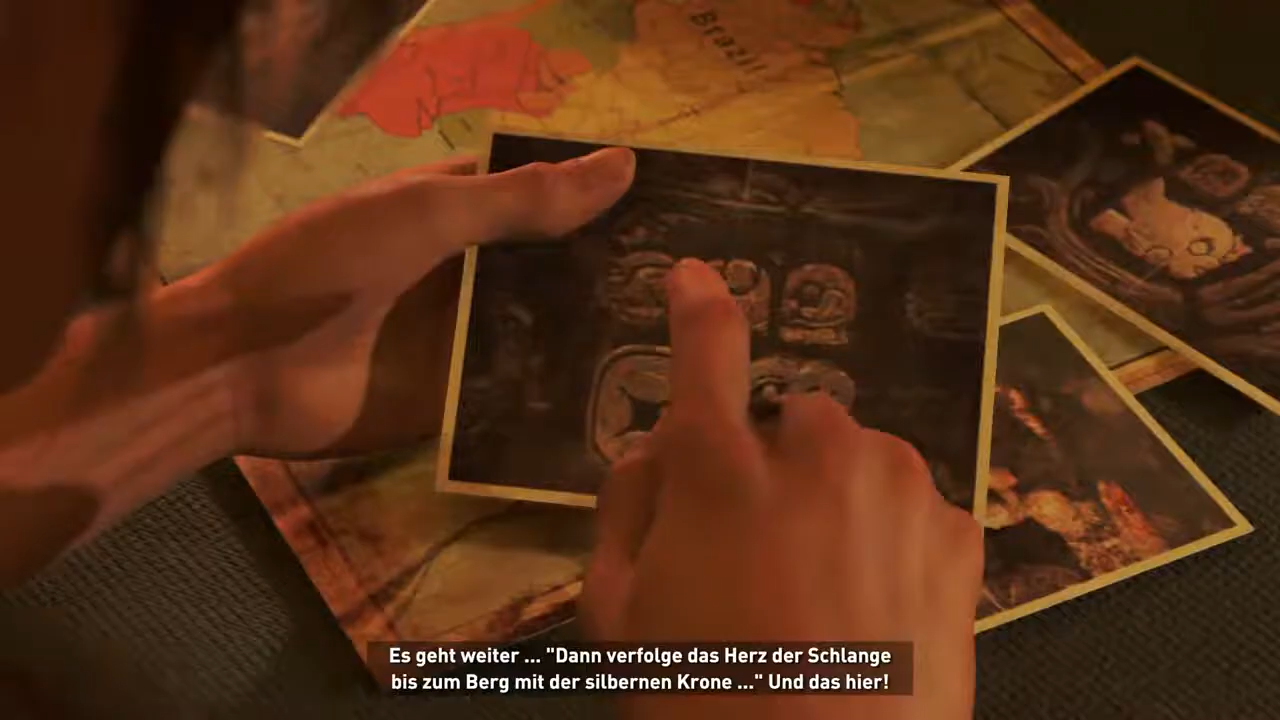 Brazil
Es geht weiter ... "Dann verfolge das Herz der Schlange
bis zum Berg mit der silbernen Krone ..." Und das hier!